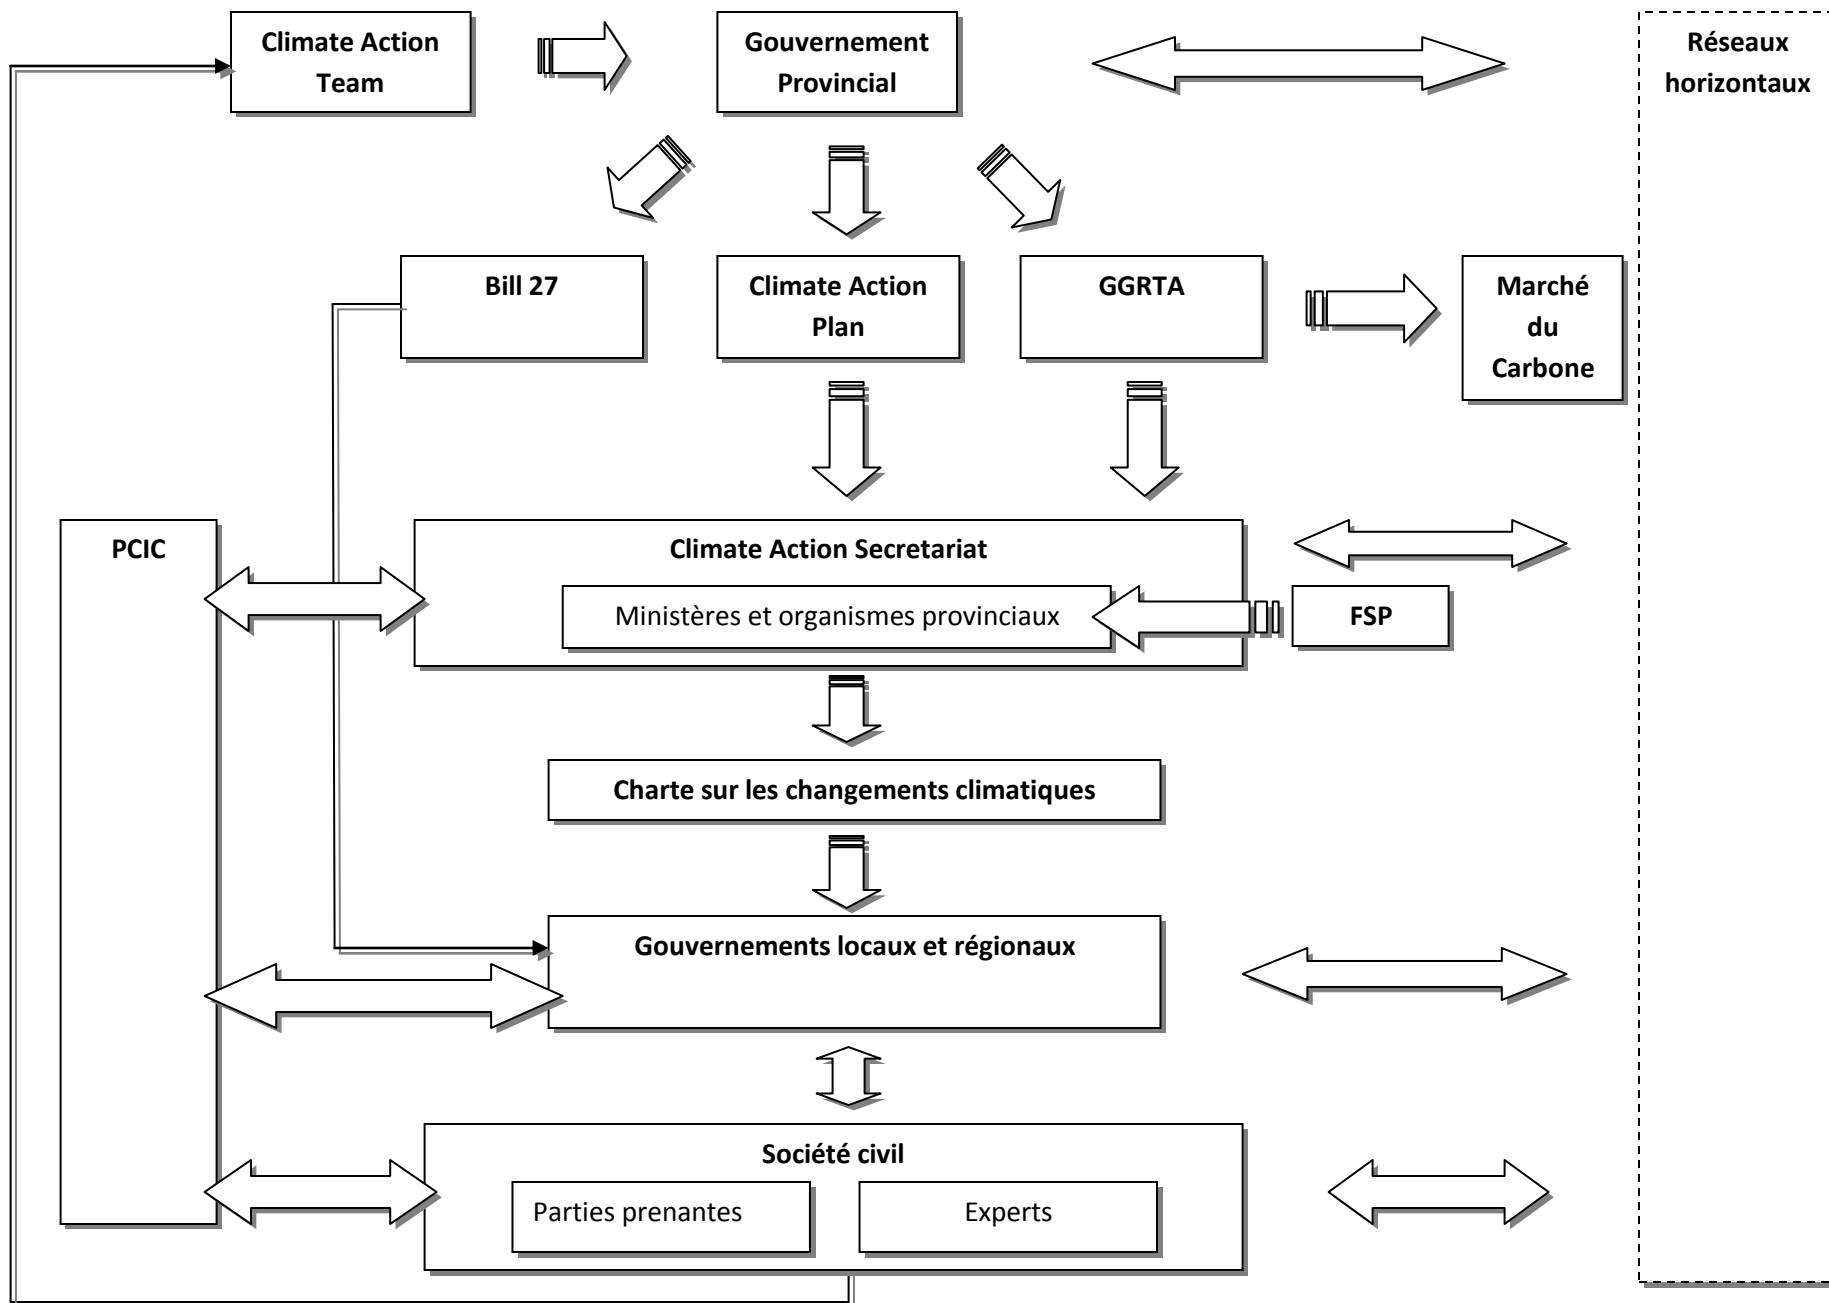 Climate Action
Team
Gouvernement
Provincial
Réseaux
horizontaux
Bill 27
Climate Action
Plan
GGRTA
Marché
du
Carbone
PCIC
Climate Action Secretariat
Ministères et organismes provinciaux
FSP
Charte sur les changements climatiques
Gouvernements locaux et régionaux
Société civil
Parties prenantes
Experts